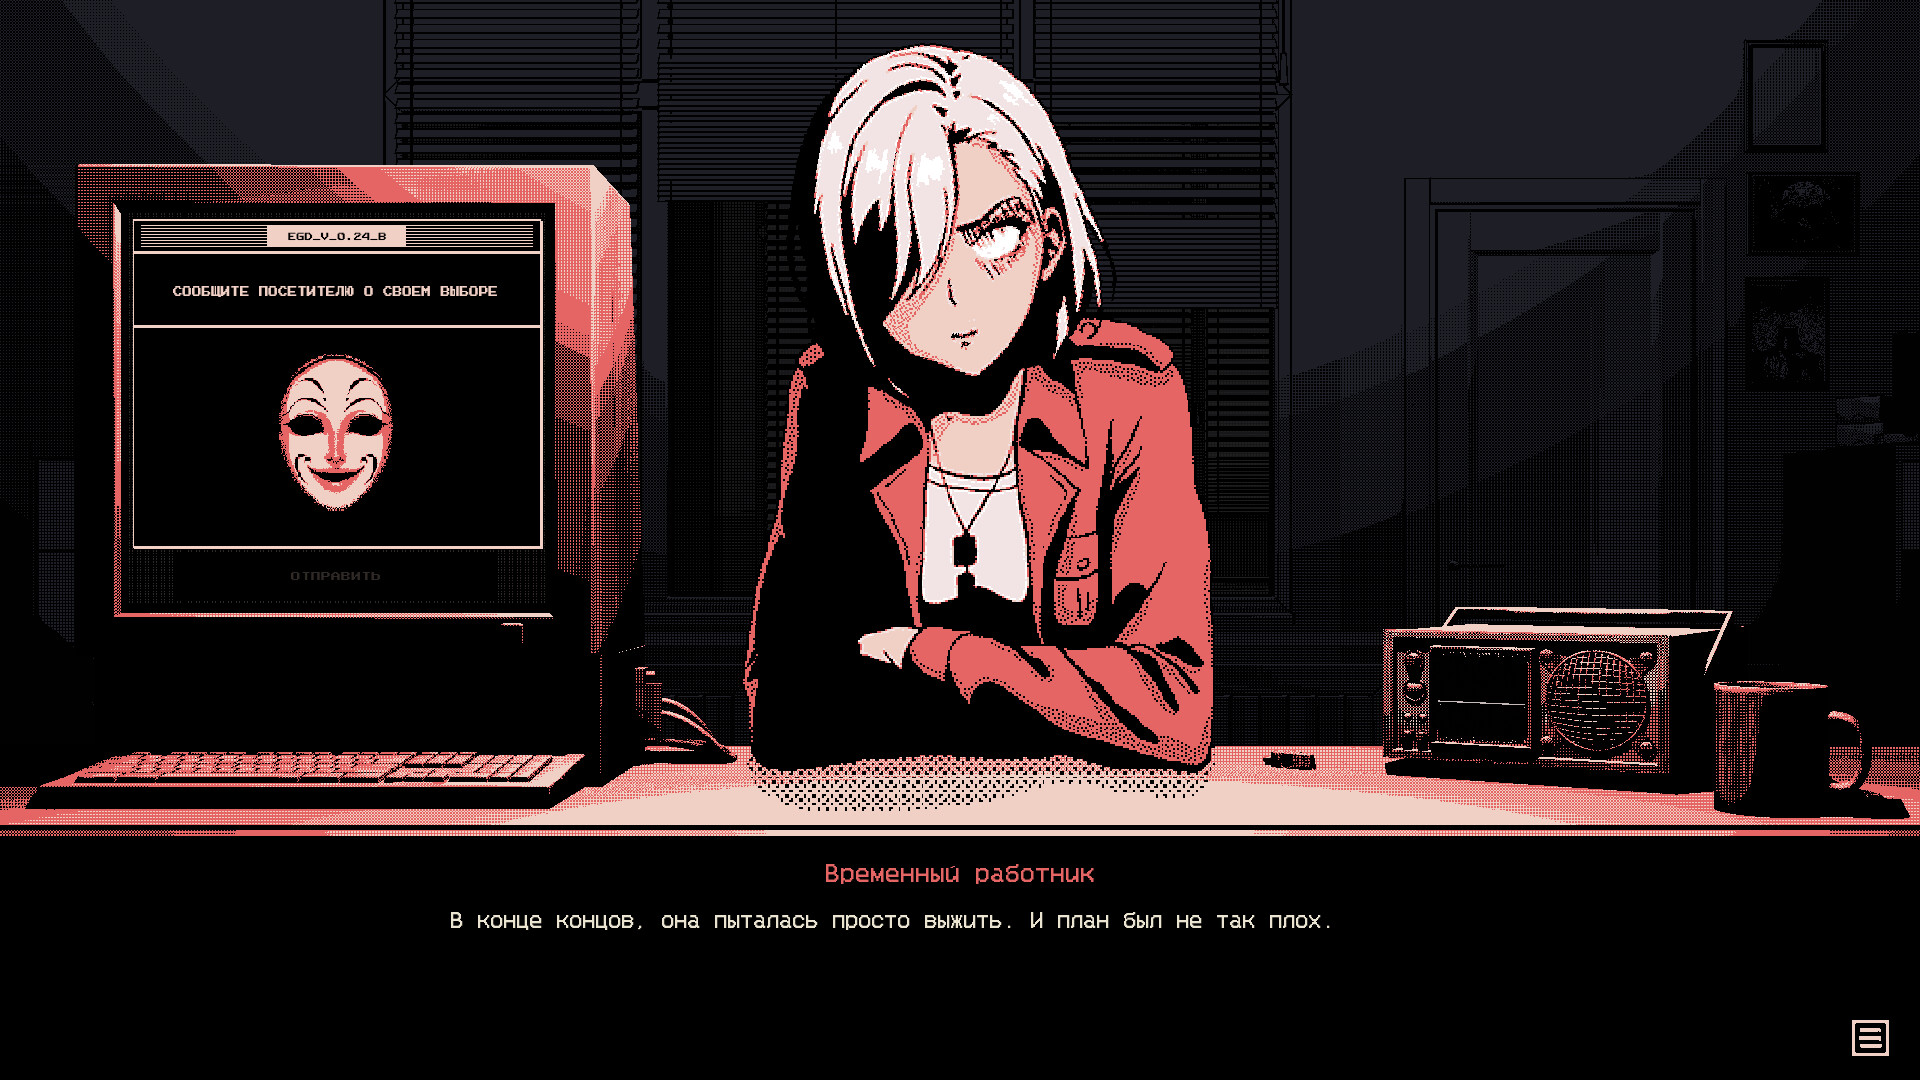 EGD_V_0.24_B
СООБЩИТЕ ПОСЕТИТЕЛЮ О СВОЕМ ВЫБОРЕ
ОТПРАВИТЬ
Временный работник
В конце концов, она пыталась просто выжить. И план был не так плох.